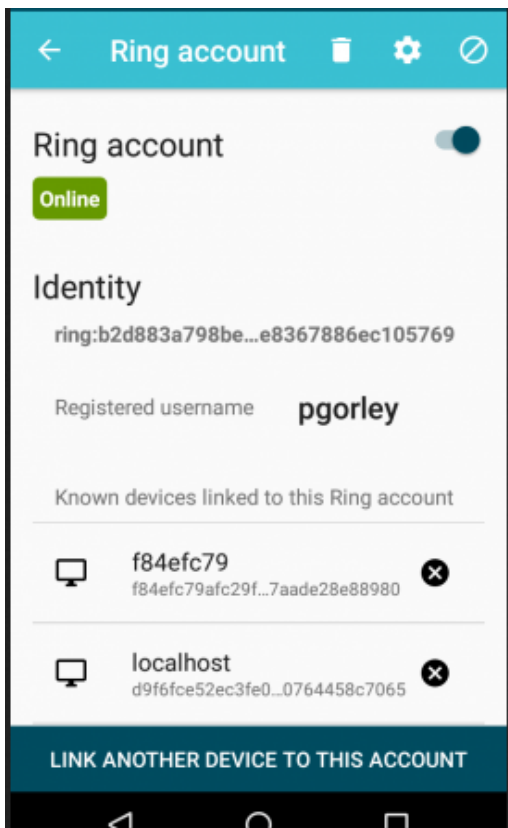 Ring account
Ring account
Online
Identity
ring:b2d883a798be...e8367886ec105769
Registered username pgorley
Known devices linked to this Ring account
f84efc79
f84efc79afc29f...7aade28e88980
localhost
d9f6fce52ec3fe0...0764458c7065
LINK ANOTHER DEVICE TO THIS ACCOUNT